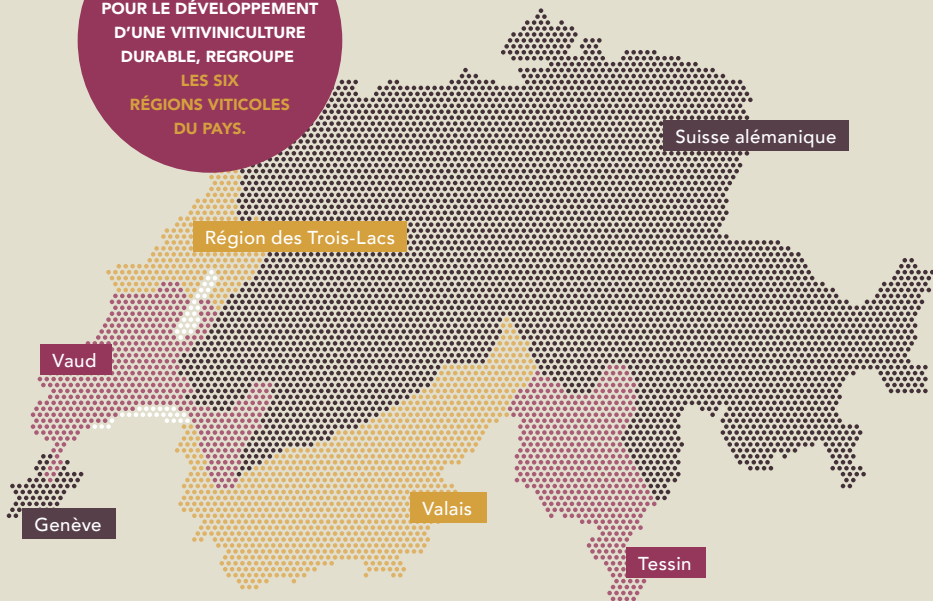 POUR LE DÉVELOPPEMENT
D'UNE VITIVINICULTURE
DURABLE, REGROUPE
LES SIX
RÉGIONS VITICOLES
DU PAYS.
Suisse alémanique
Région des Trois-Lacs
Vaud
Valais
Genève
Tessin